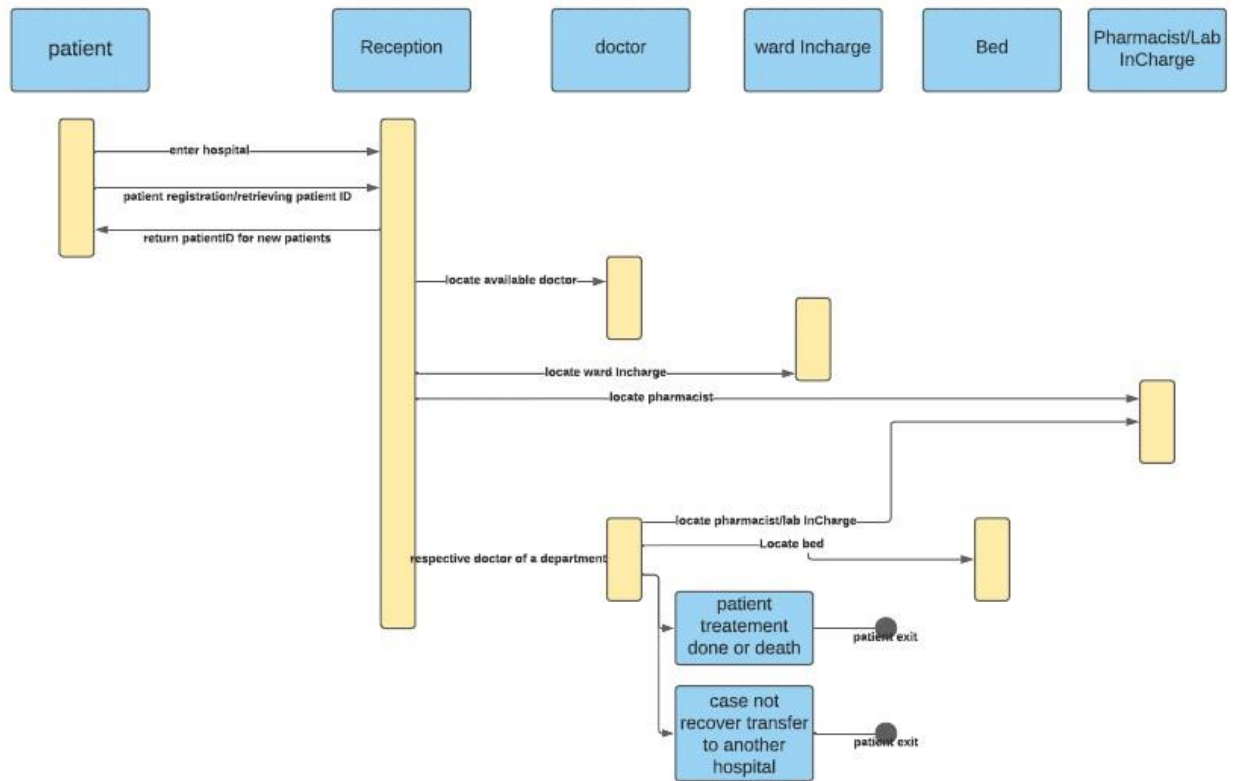 patient
Reception
doctor
ward Incharge
Bed
Pharmacist/Lab
InCharge
enter hospital
patient registration/retrieving patient ID
return patientID for new patients
locate available doctor
locate ward Incharge
locate pharmacist
locate pharmacist/lab InCharge
Locate bed
respective doctor of a department
patient
treatement
done or death
patient exit
case not
recover transfer
to another
hospital
patient exit